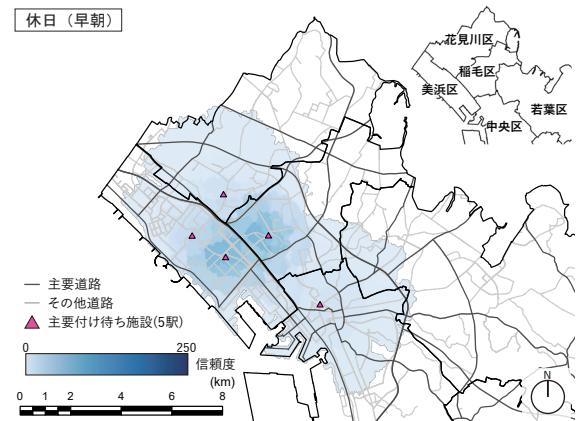 休日（早朝）
花見川区
稲毛区
美浜区
若葉区
中央区
主要道路
その他道路
主要付け待ち施設(5駅)
0 250
信頼度
(km)
0 1 2 4 6 8
N